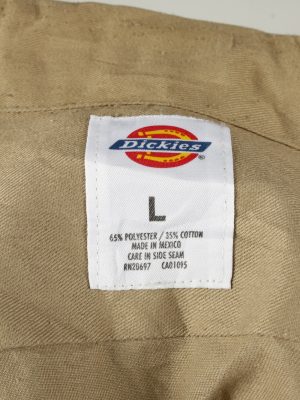 Dickies
®
L
65% POLYESTER / 35% COTTON
MADE IN MEXICO
CARE IN SIDE SEAM
RN20697 CA01095